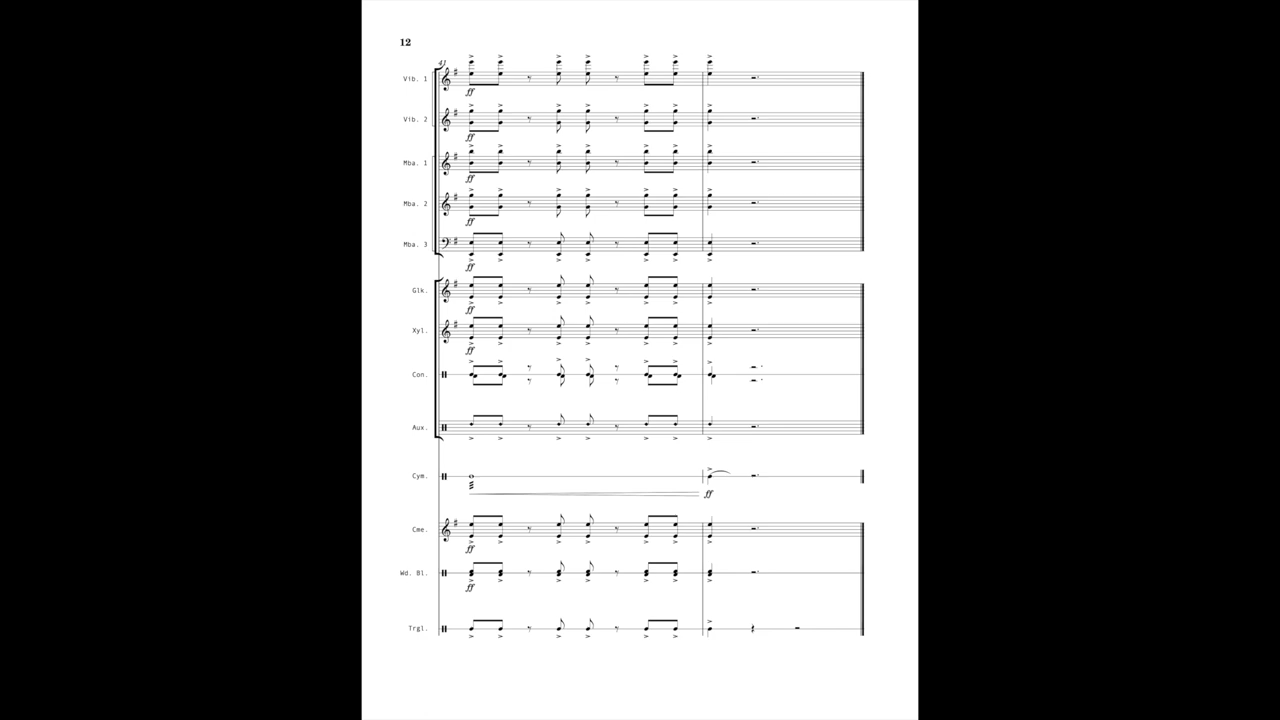 12
41
Vib. 1
ff
Vib. 2
ff
Mba. 1
ff
Mba. 2
ff
Mba. 3
ff
Glk.
ff
Xyl.
ff
Con.
Aux.
Cym.
ff
Cme.
ff
Wd. Bl.
ff
Trgl.